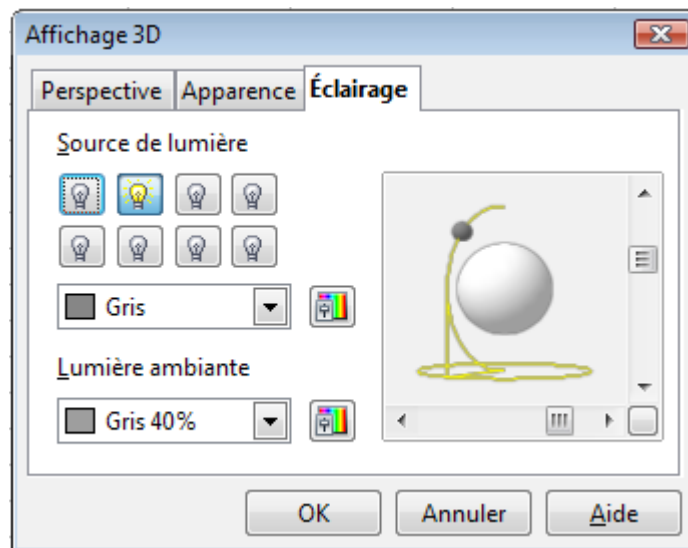 Affichage 3D
Perspective Apparence Éclairage
Source de lumière
Gris
Lumière ambiante
Gris 40%
OK Annuler Aide